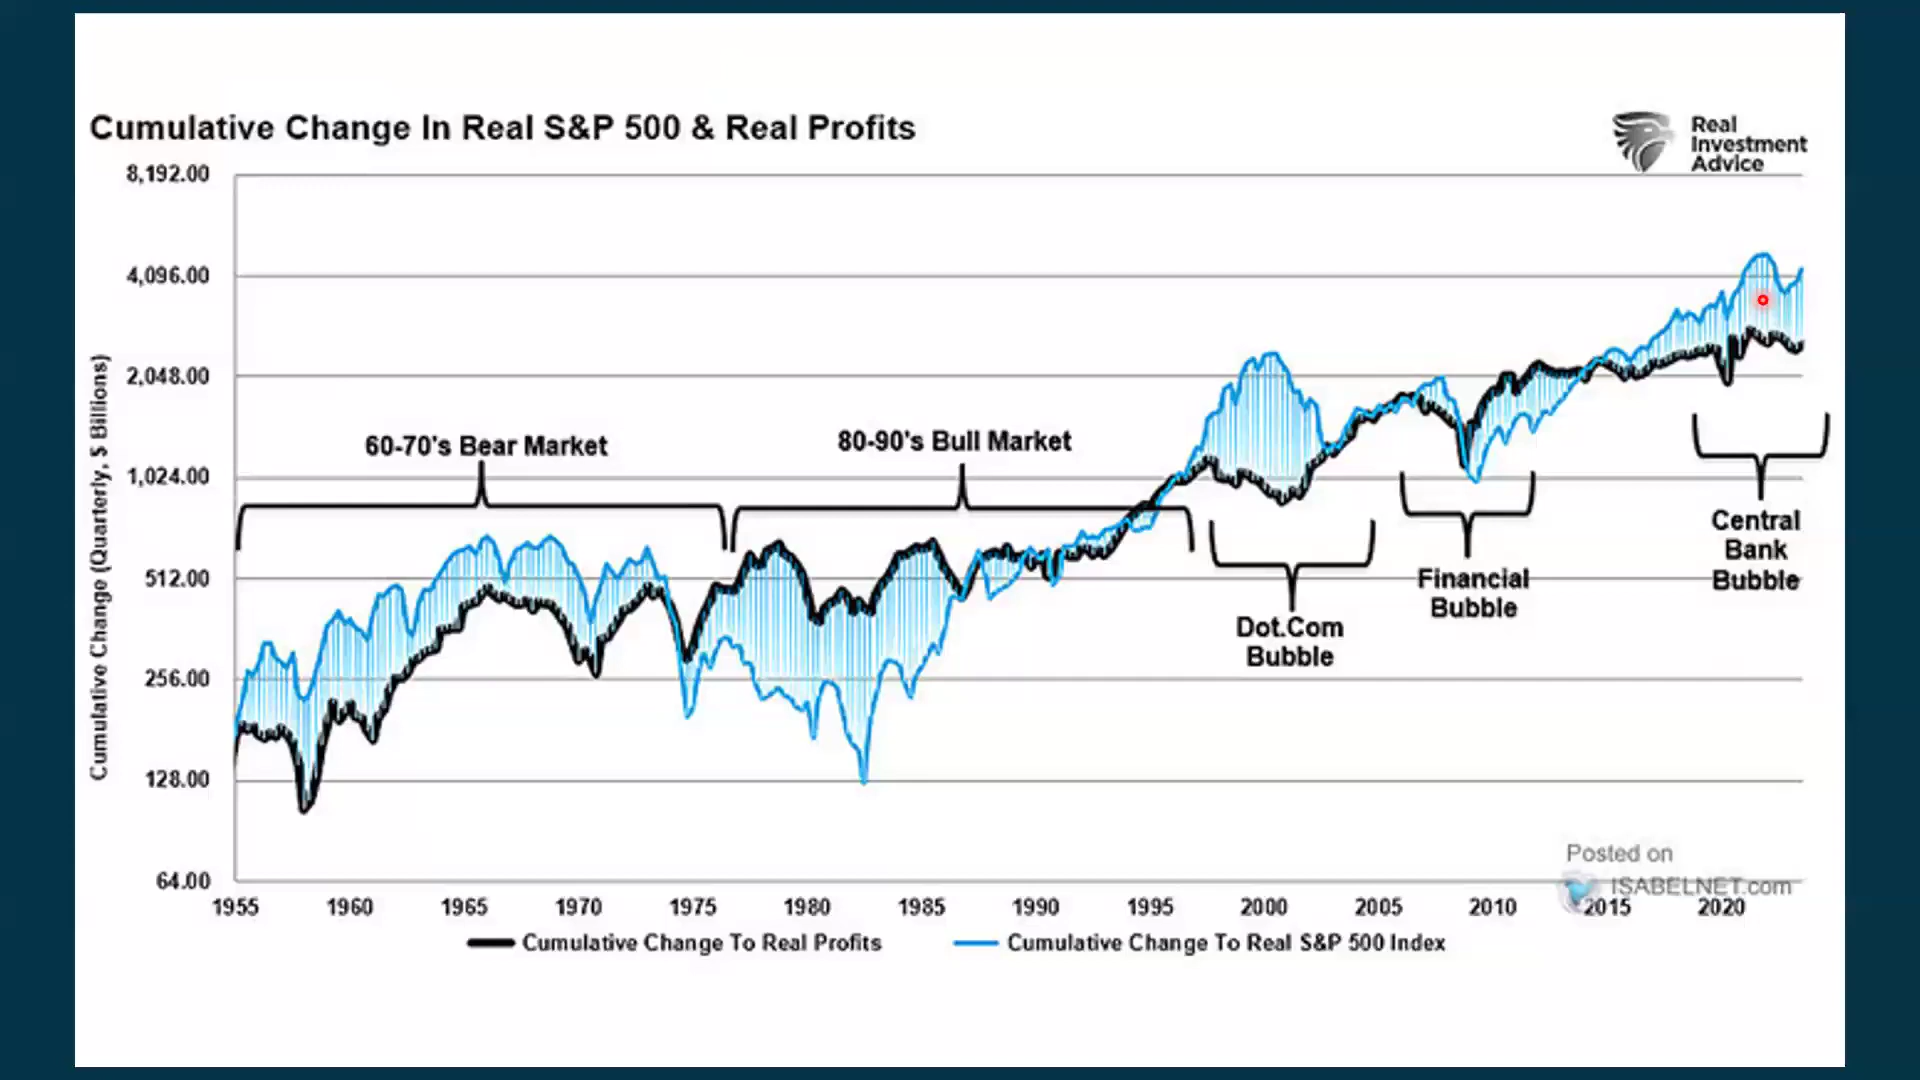 Cumulative Change In Real S&P 500 & Real Profits
Real
Investment
Advice
8,192.00
4,096.00
2,048.00
1,024.00
512.00
256.00
128.00
64.00
Cumulative Change (Quarterly, $ Billions)
60-70's Bear Market
80-90's Bull Market
Dot.Com
Bubble
Financial
Bubble
Central
Bank
Bubble
Posted on
ISABELNET.com
1955 1960 1965 1970 1975 1980 1985 1990 1995 2000 2005 2010 2015 2020
Cumulative Change To Real Profits
Cumulative Change To Real S&P 500 Index